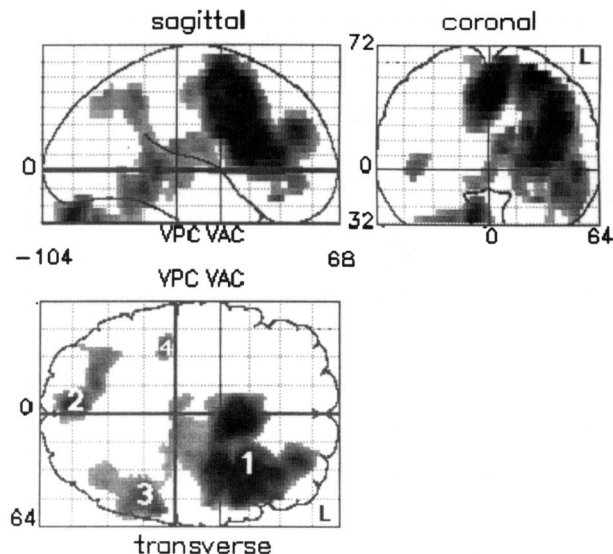 sagittal
coronal
72
L
0
0
32
VPC VAC
0
64
-104
68
VPC VAC
4
2
0
1
3
64
L
transverse